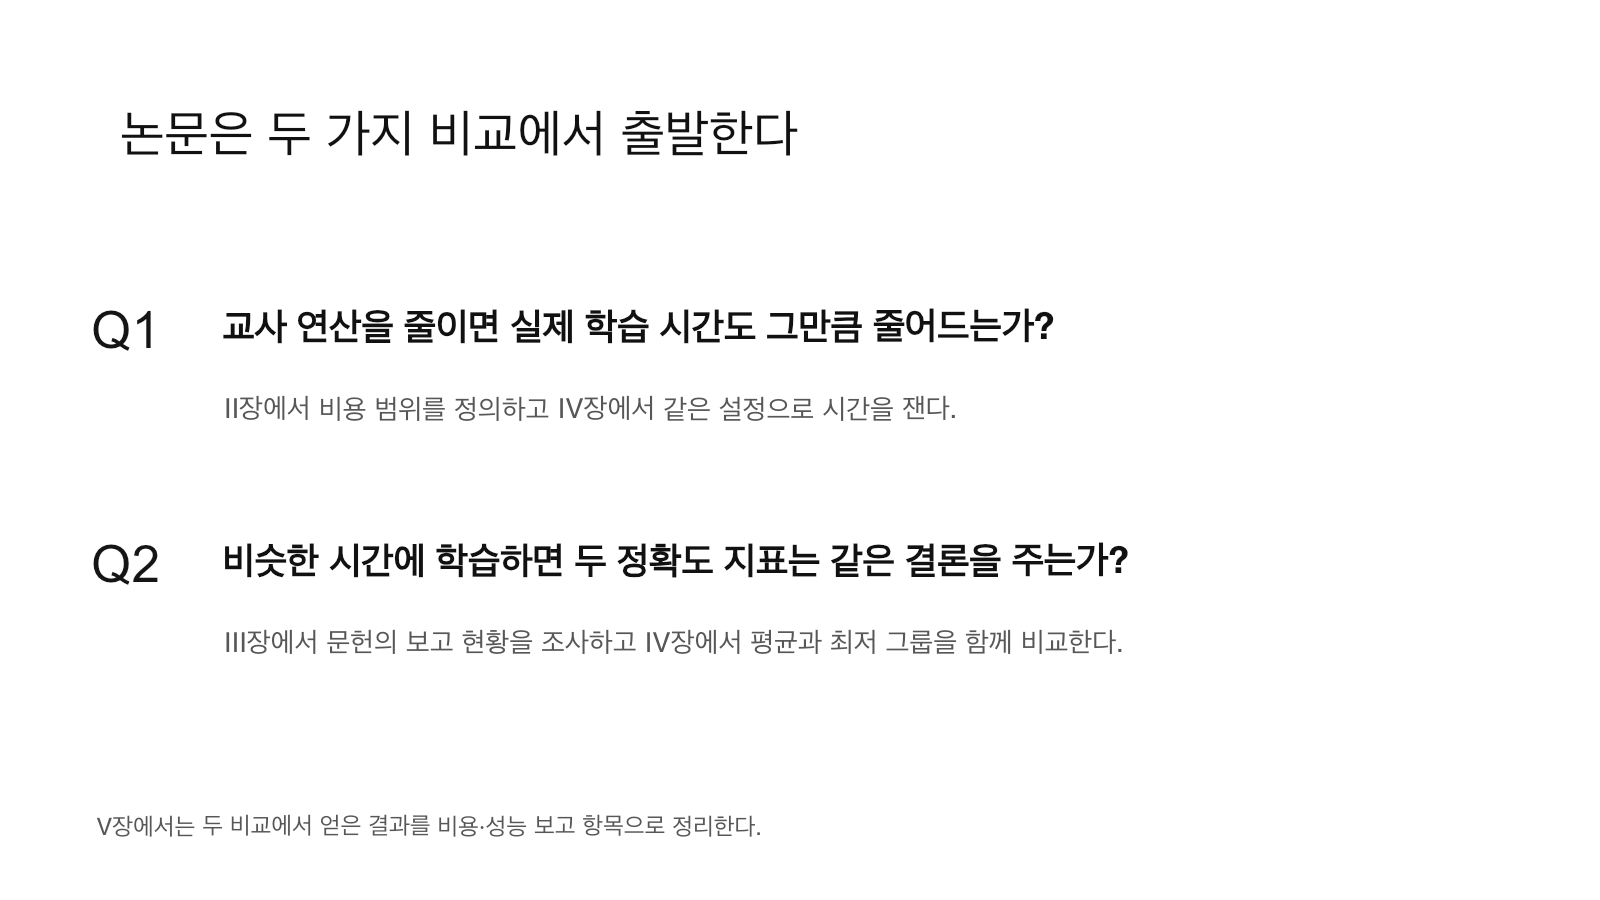 논문은 두 가지 비교에서 출발한다
Q1 교사 연산을 줄이면 실제 학습 시간도 그만큼 줄어드는가?
II장에서 비용 범위를 정의하고 IV장에서 같은 설정으로 시간을 잰다.
Q2 비슷한 시간에 학습하면 두 정확도 지표는 같은 결론을 주는가?
III장에서 문헌의 보고 현황을 조사하고 IV장에서 평균과 최저 그룹을 함께 비교한다.
V장에서는 두 비교에서 얻은 결과를 비용·성능 보고 항목으로 정리한다.